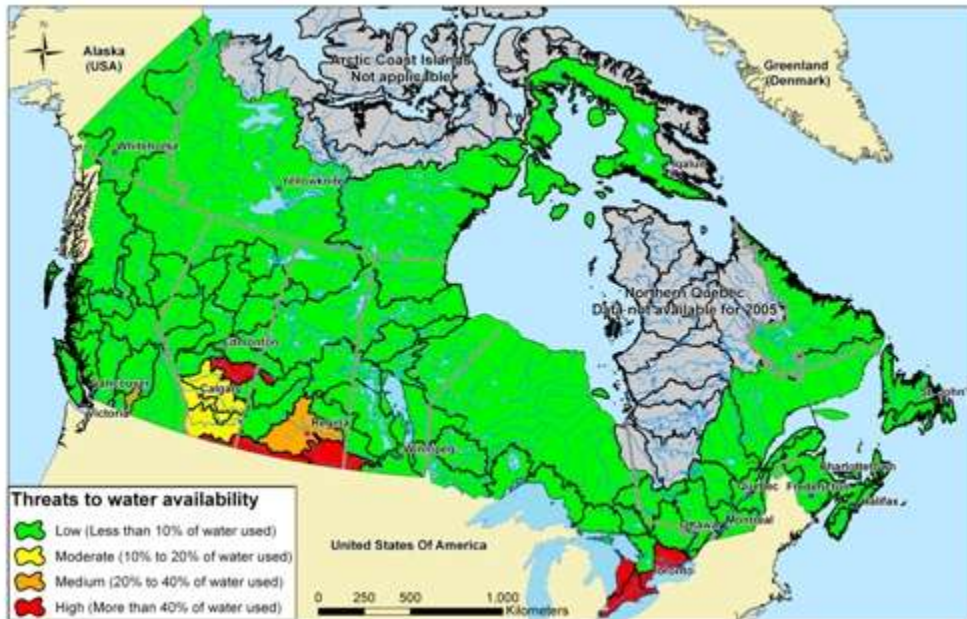 Alaska
(USA)
Arctic Coast Islands
Not applicable
Greenland
(Denmark)
Whitehorse
Iqaluit
Yellowknife
Northern Quebec
Data not available for 2005
Edmonton
Calgary
Vancouver
Victoria
Regina
Winnipeg
St. John'
Charlottetown
Quebec
Fredericton
Halifax
Ottawa
Montreal
Toronto
Threats to water availability
Low (Less than 10% of water used)
Moderate (10% to 20% of water used)
Medium (20% to 40% of water used)
High (More than 40% of water used)
United States Of America
0 250 500 1,000
Kilometers